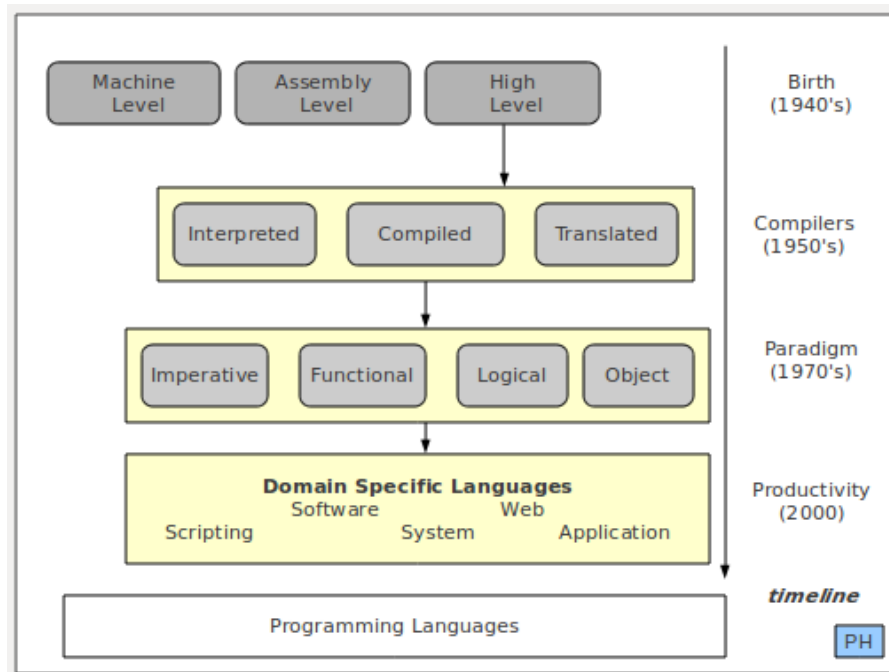 Machine
Level
Assembly
Level
High
Level
Birth
(1940's)
Interpreted
Compiled
Translated
Compilers
(1950's)
Imperative
Functional
Logical
Object
Paradigm
(1970's)
Domain Specific Languages
Software
Web
Scripting
System
Application
Productivity
(2000)
timeline
Programming Languages
PH